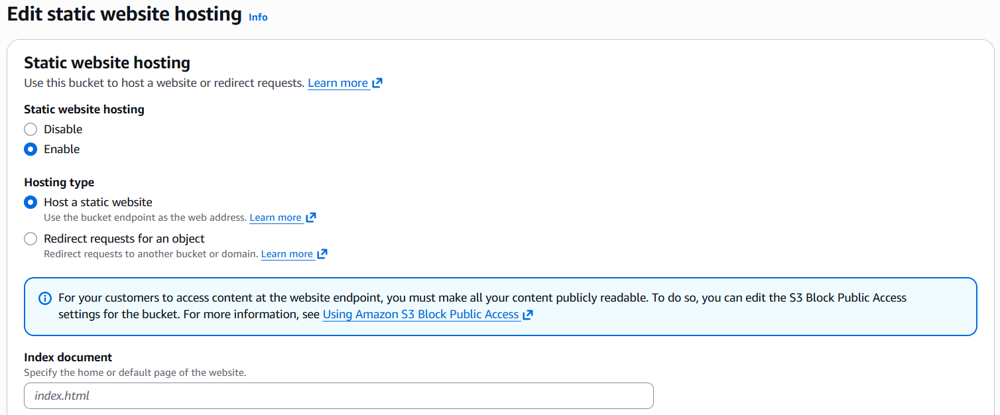 Edit static website hosting Info
Static website hosting
Use this bucket to host a website or redirect requests. Learn more
Static website hosting
Disable
Enable
Hosting type
Host a static website
Use the bucket endpoint as the web address. Learn more
Redirect requests for an object
Redirect requests to another bucket or domain. Learn more
For your customers to access content at the website endpoint, you must make all your content publicly readable. To do so, you can edit the S3 Block Public Access
settings for the bucket. For more information, see Using Amazon S3 Block Public Access
Index document
Specify the home or default page of the website.
index.html